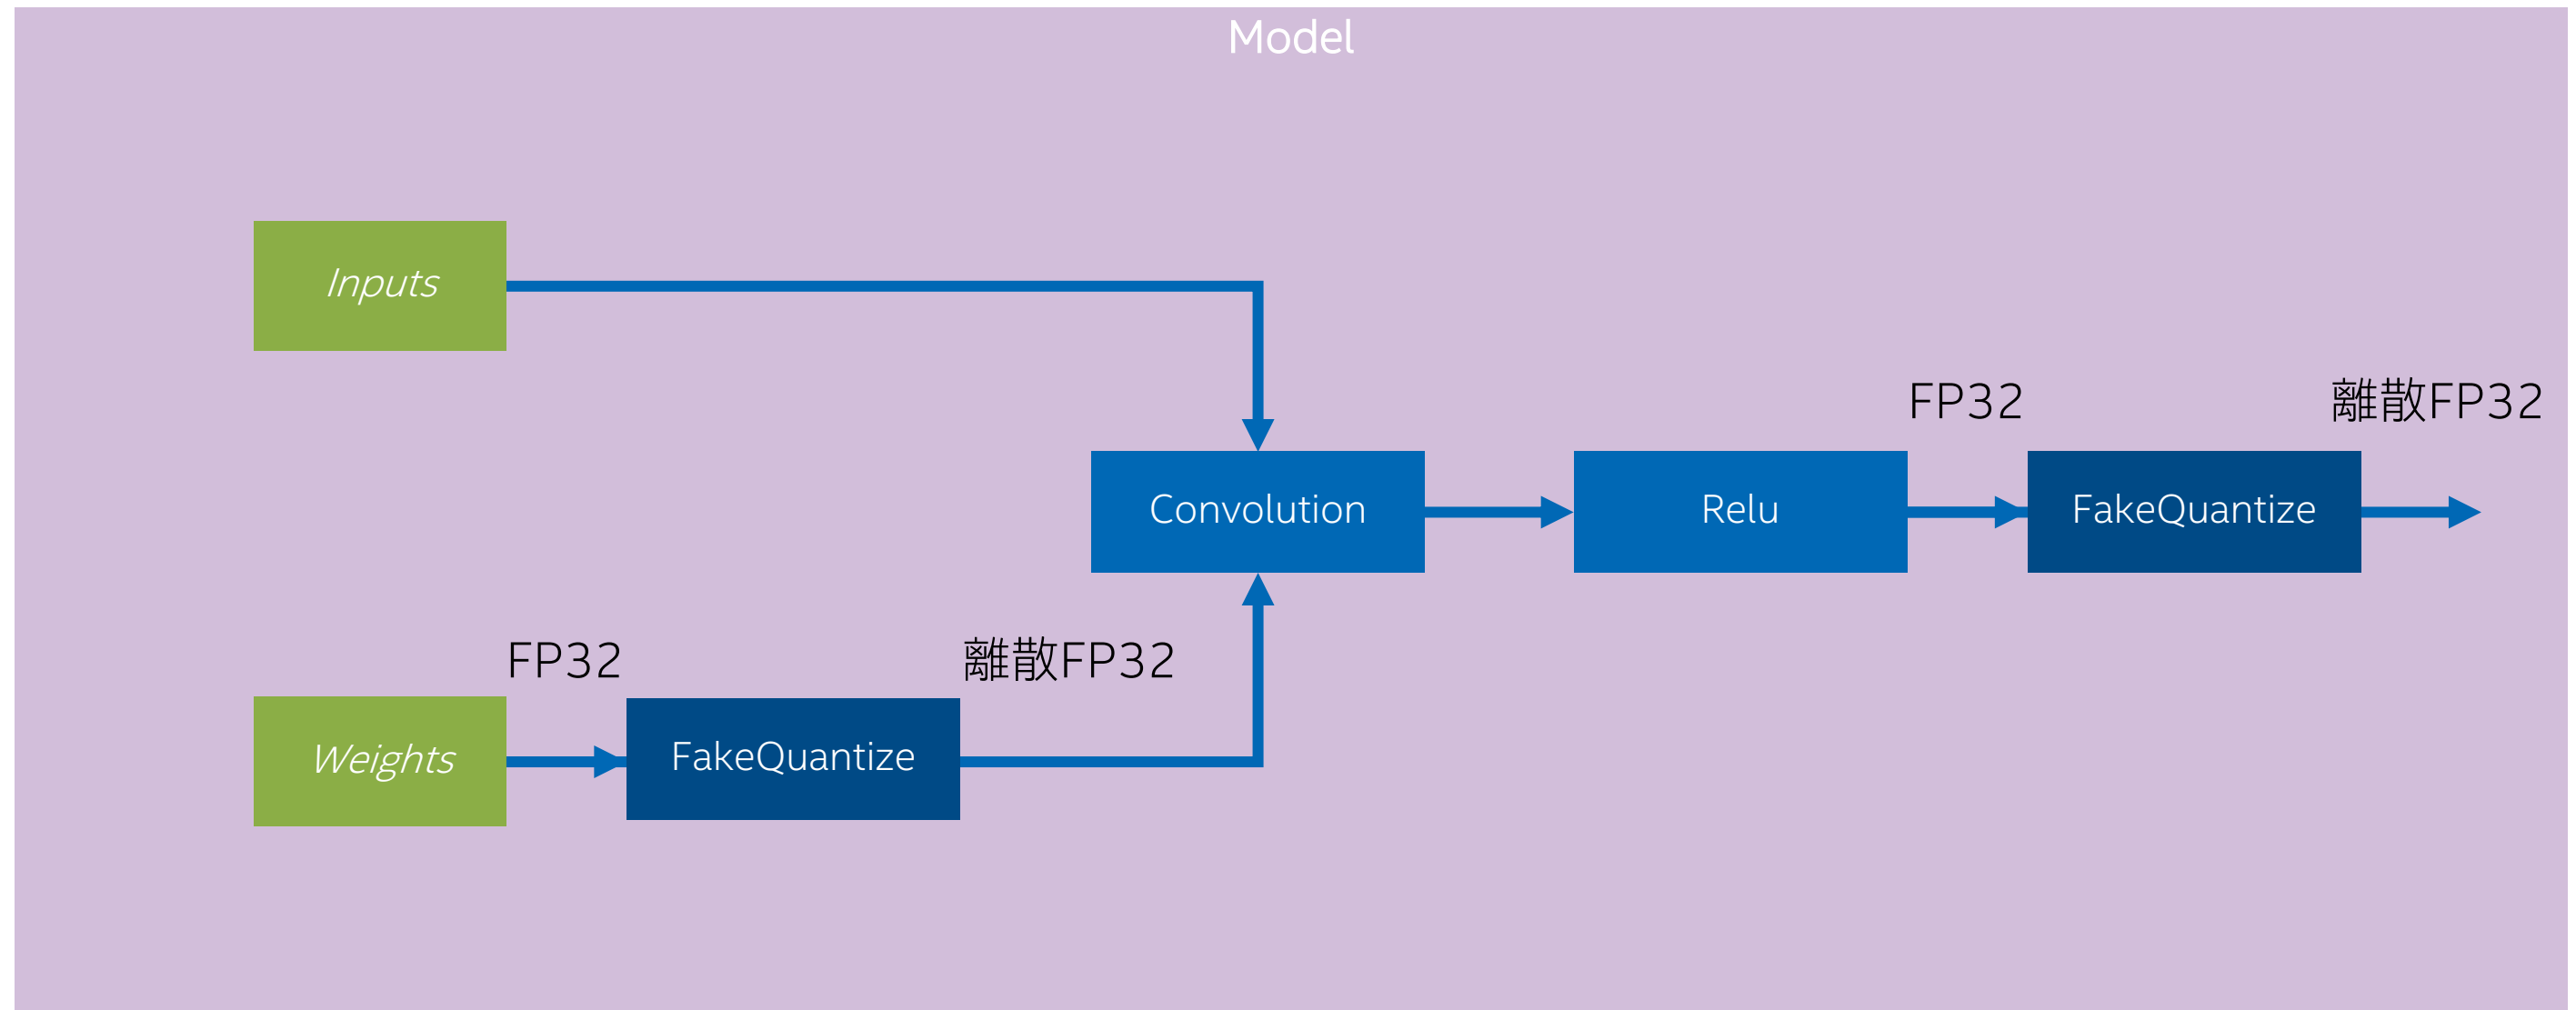 Model
Inputs
FP32
離散FP32
Convolution
Relu
FakeQuantize
FP32
離散FP32
Weights
FakeQuantize